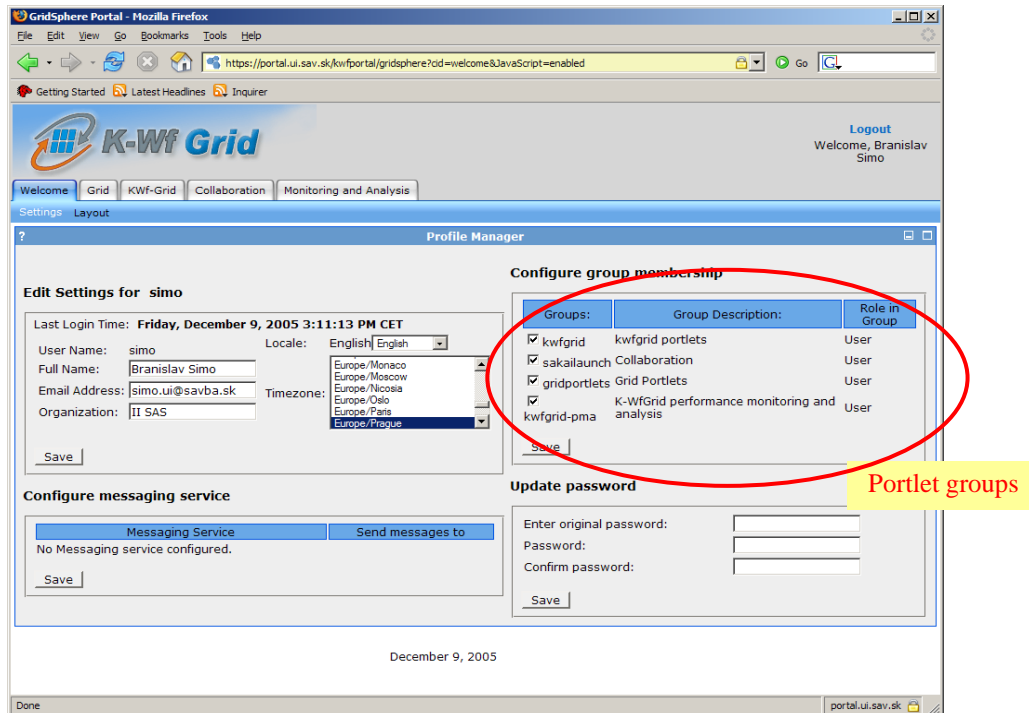 GridSphere Portal - Mozilla Firefox
File Edit View Go Bookmarks Tools Help
https://portal.ui.sav.sk/kwfportal/gridsphere?cid=welcome&JavaScript=enabled
Go
G
Getting Started Latest Headlines Inquirer
K-Wf Grid
Logout
Welcome, Branislav
Simo
Welcome Grid KWf-Grid Collaboration Monitoring and Analysis
Settings Layout
? Profile Manager
Edit Settings for simo
Last Login Time: Friday, December 9, 2005 3:11:13 PM CET
User Name: simo
Full Name: Branislav Simo
Email Address: simo.ui@savba.sk
Organization: II SAS
Locale: English English
Timezone:
Europe/Monaco
Europe/Moscow
Europe/Nicosia
Europe/Oslo
Europe/Paris
Europe/Prague
Save
Configure messaging service
Messaging Service Send messages to
No Messaging service configured.
Save
Configure group membership
Groups: Group Description: Role in
Group
kwfgrid kwfgrid portlets User
sakailaunch Collaboration User
gridportlets Grid Portlets User
kwfgrid-pma K-WfGrid performance monitoring and
analysis User
Save
Portlet groups
Update password
Enter original password:
Password:
Confirm password:
Save
December 9, 2005
Done
portal.ui.sav.sk